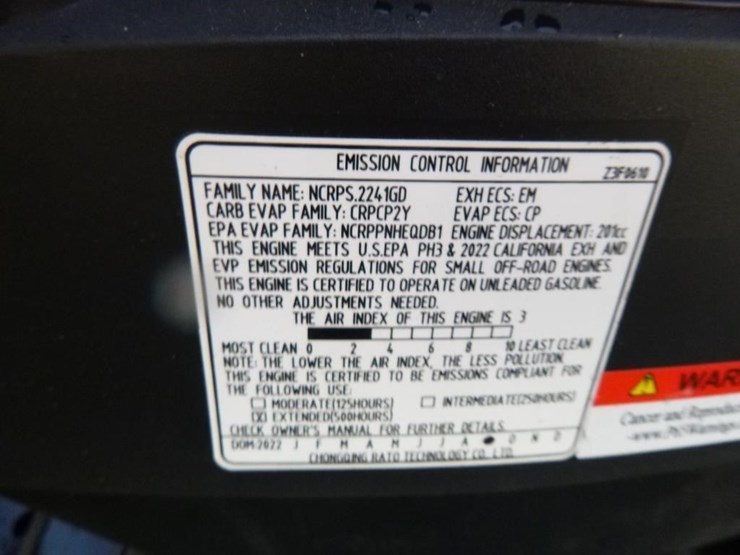 EMISSION CONTROL INFORMATION Z3F0610
FAMILY NAME: NCRPS.2241GD EXH ECS: EM
CARB EVAP FAMILY: CRPCP2Y EVAP ECS: CP
EPA EVAP FAMILY: NCRPPNHEQDB1 ENGINE DISPLACEMENT: 201cc
THIS ENGINE MEETS U.S.EPA PH3 & 2022 CALIFORNIA EXH AND
EVP EMISSION REGULATIONS FOR SMALL OFF-ROAD ENGINES.
THIS ENGINE IS CERTIFIED TO OPERATE ON UNLEADED GASOLINE.
NO OTHER ADJUSTMENTS NEEDED.
THE AIR INDEX OF THIS ENGINE IS 3
MOST CLEAN 0 2 4 6 8 10 LEAST CLEAN
NOTE: THE LOWER THE AIR INDEX, THE LESS POLLUTION.
THIS ENGINE IS CERTIFIED TO BE EMISSIONS COMPLIANT FOR
THE FOLLOWING USE:
MODERATE(125HOURS) INTERMEDIATE(250HOURS)
EXTENDED(500HOURS)
CHECK OWNER'S MANUAL FOR FURTHER DETAILS.
DOM:2022 J F M A M J J A O N D
CHONGQING RATO TECHNOLOGY CO. LTD.
WAR
Cancer and Reproduc